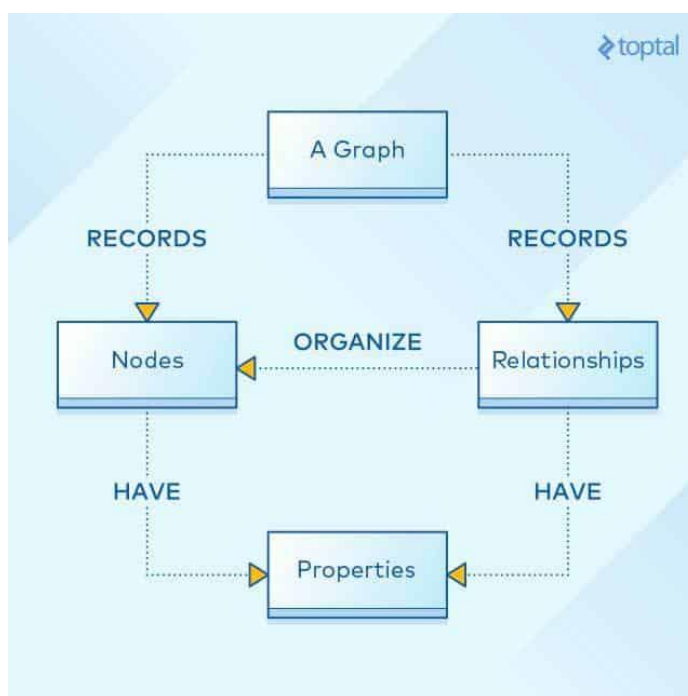 toptal
A Graph
RECORDS RECORDS
ORGANIZE
Nodes Relationships
HAVE HAVE
Properties